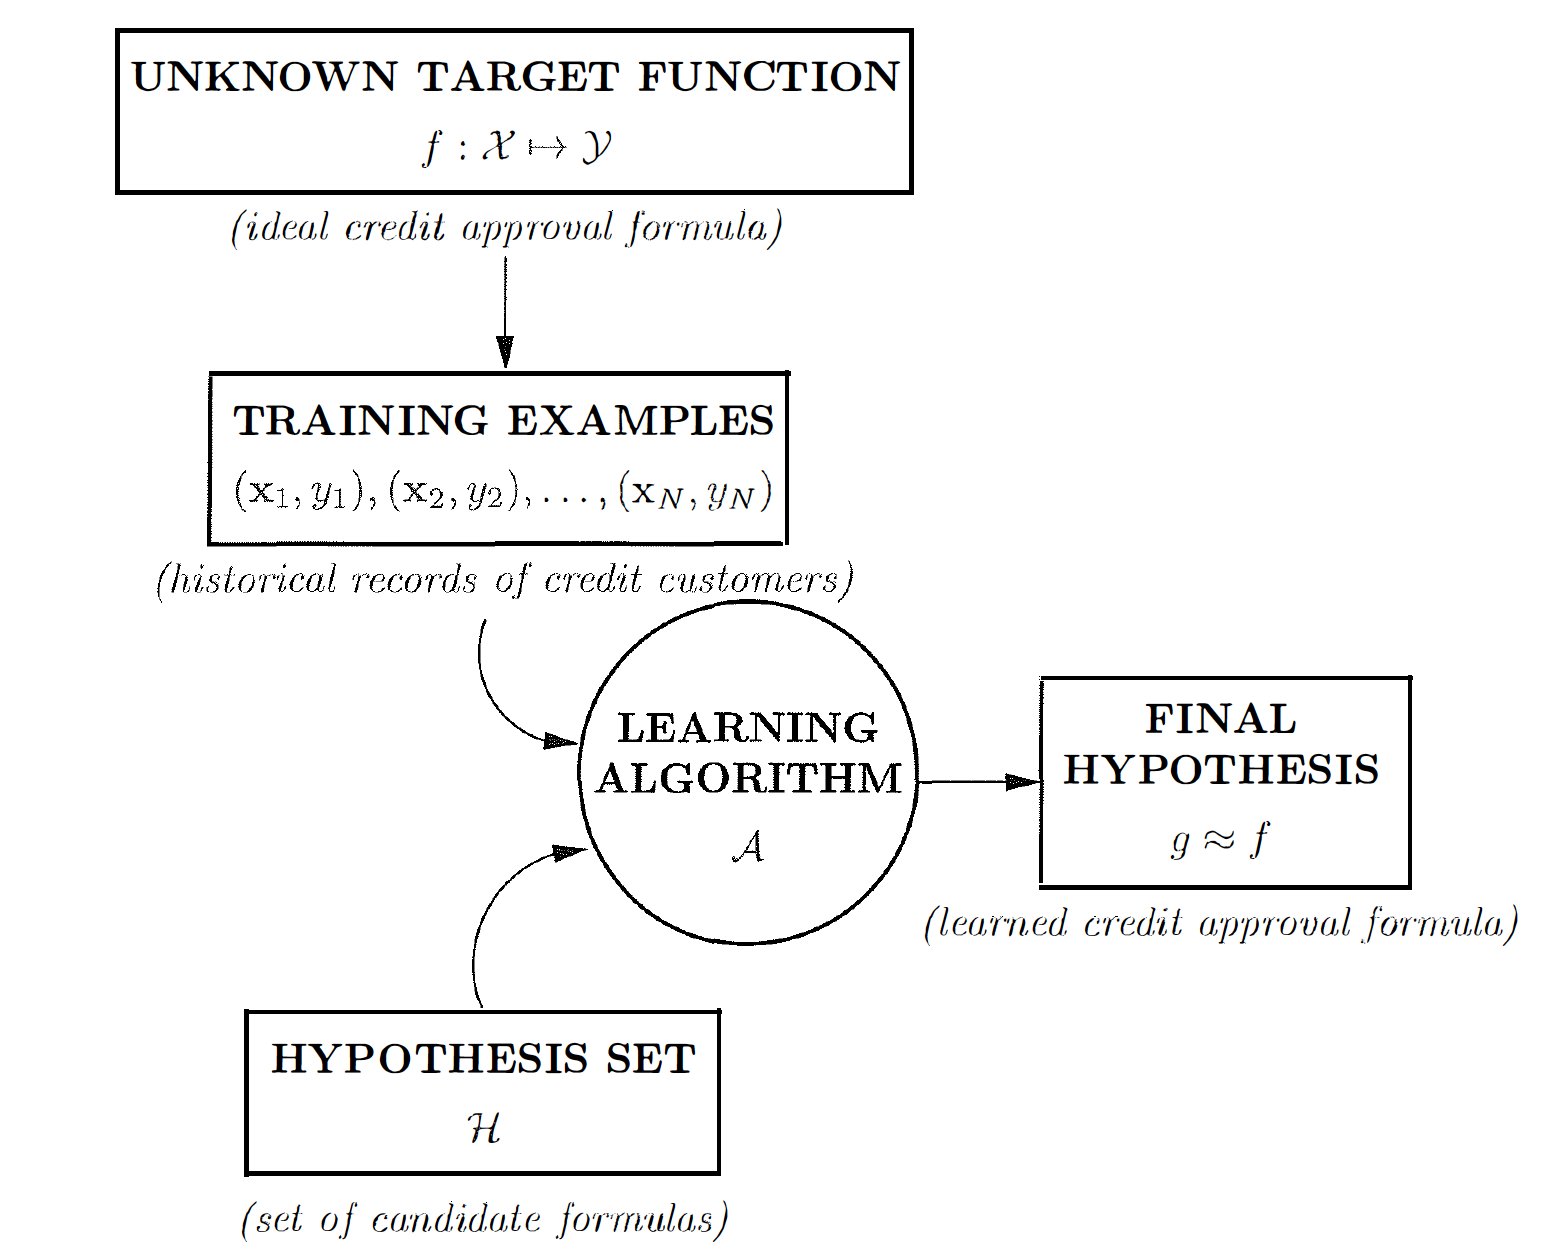 UNKNOWN TARGET FUNCTION
f : 𝒳 ↦ 𝒴
(ideal credit approval formula)
TRAINING EXAMPLES
(x₁, y₁), (x₂, y₂), . . . , (x_N, y_N)
(historical records of credit customers)
LEARNING
ALGORITHM
𝒜
FINAL
HYPOTHESIS
g ≈ f
(learned credit approval formula)
HYPOTHESIS SET
ℋ
(set of candidate formulas)